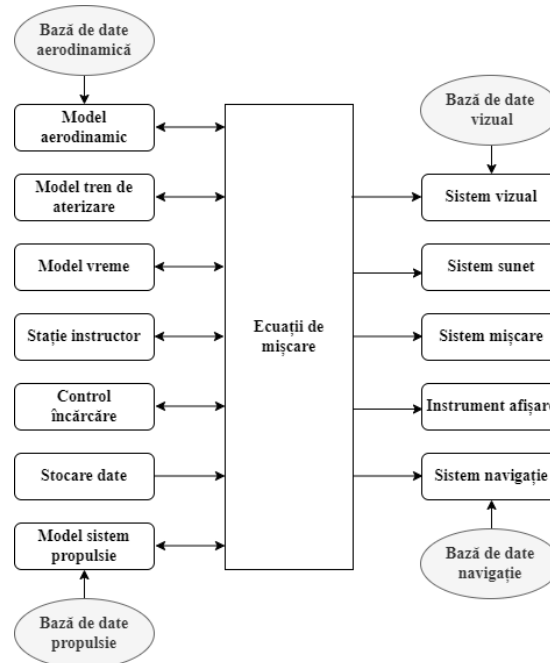 Bază de date
aerodinamică
Model
aerodinamic
Model tren de
aterizare
Model vreme
Stație instructor
Control
încărcăre
Stocare date
Model sistem
propulsie
Bază de date
propulsie
Ecuații de
mișcare
Bază de date
vizual
Sistem vizual
Sistem sunet
Sistem mișcare
Instrument afișare
Sistem navigație
Bază de date
navigație